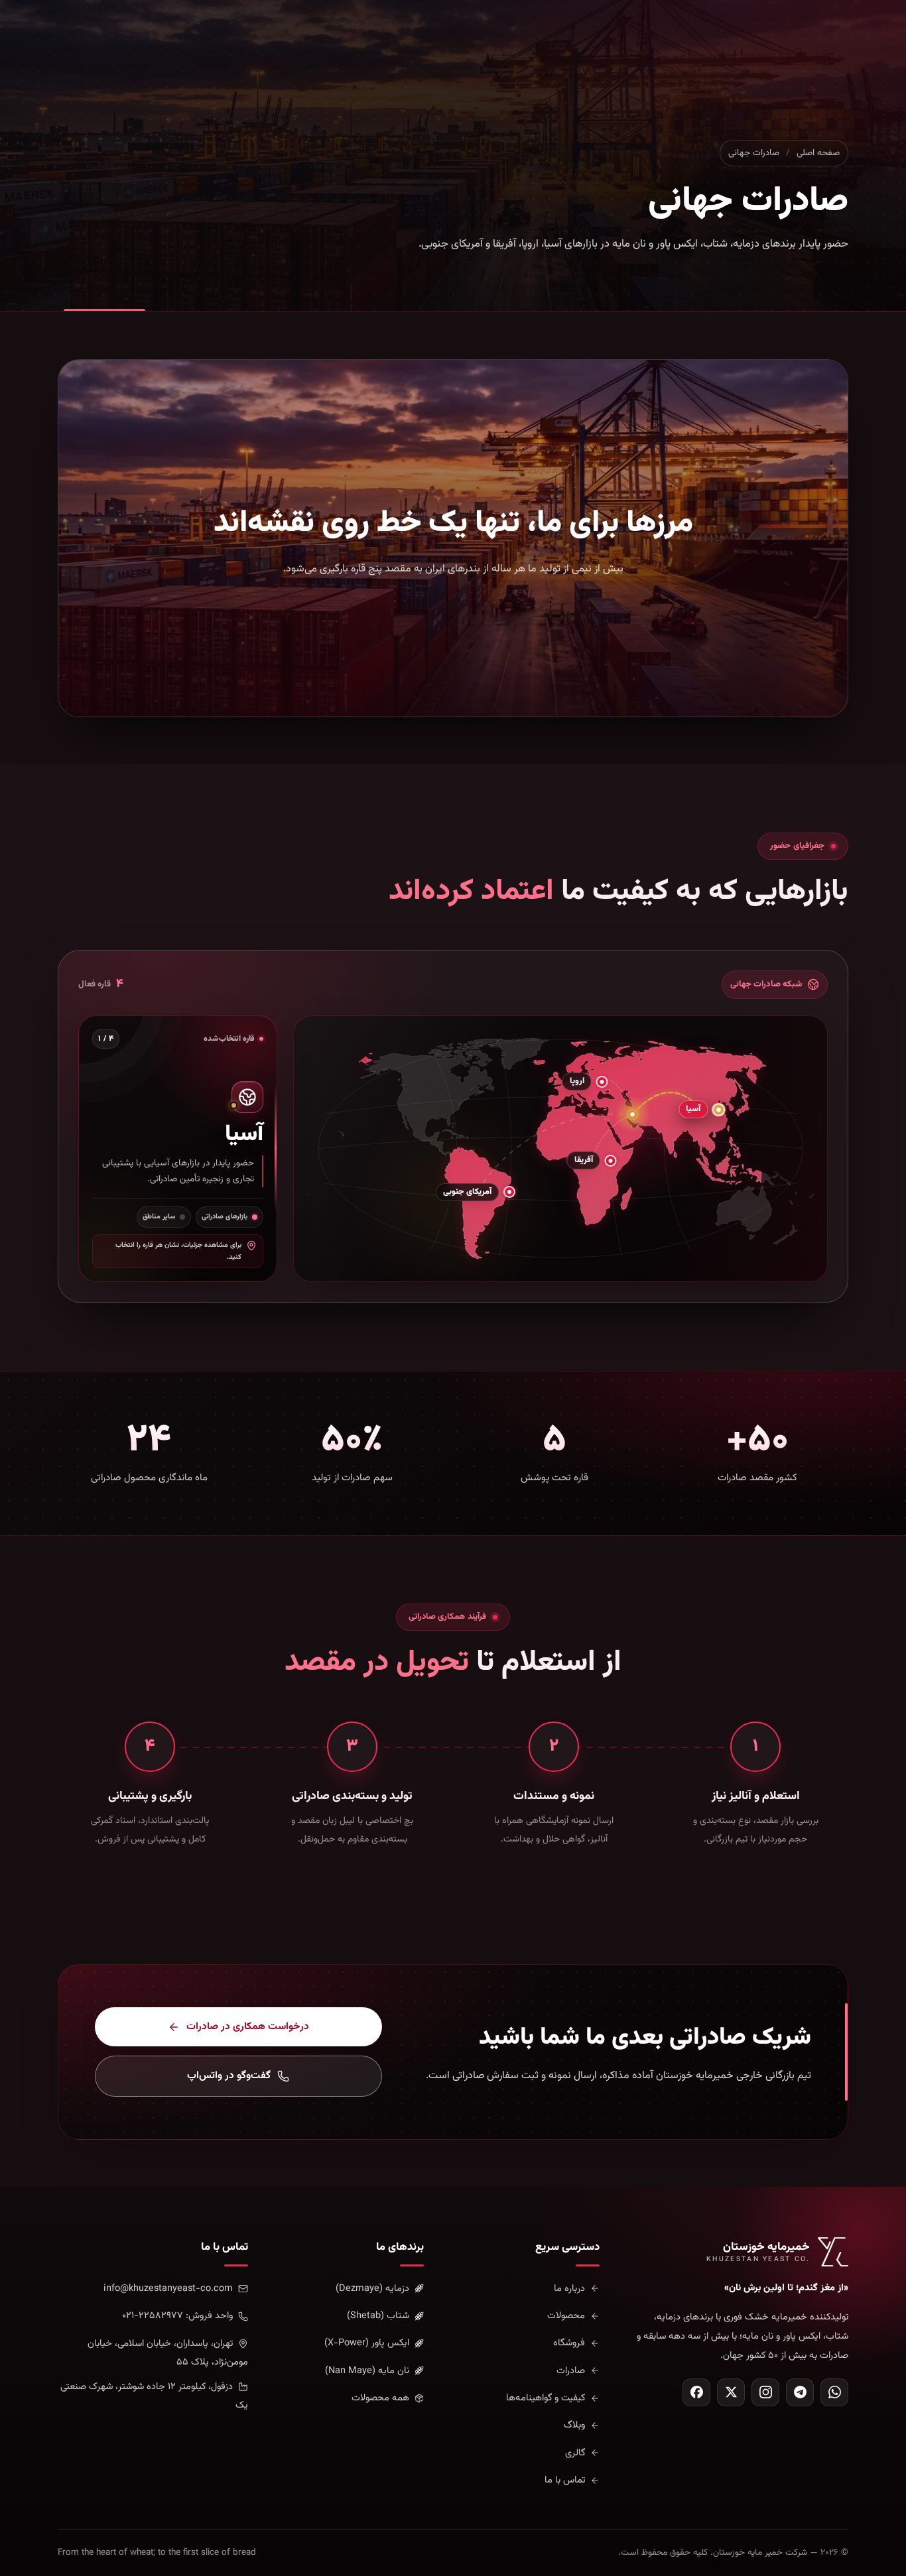 صفحه اصلی / صادرات جهانی
صادرات جهانی
حضور پایدار برندهای دزمایه، شتاب، ایکس پاور و نان مایه در بازارهای آسیا، اروپا، آفریقا و آمریکای جنوبی.
MAERSK
MAERSK
مرزها برای ما، تنها یک خط روی نقشه‌اند
بیش از نیمی از تولید ما هر ساله از بندرهای ایران به مقصد پنج قاره بارگیری می‌شود.
MAERSK
جغرافیای حضور
بازارهایی که به کیفیت ما اعتماد کرده‌اند
شبکه صادرات جهانی
۴ قاره فعال
اروپا
آسیا
آفریقا
آمریکای جنوبی
قاره انتخاب‌شده
۱ / ۴
آسیا
حضور پایدار در بازارهای آسیایی با پشتیبانی
تجاری و زنجیره تأمین صادراتی.
بازارهای صادراتی
سایر مناطق
برای مشاهده جزئیات، نشان هر قاره را انتخاب
کنید.
+۵۰
کشور مقصد صادرات
۵
قاره تحت پوشش
۵۰٪
سهم صادرات از تولید
۲۴
ماه ماندگاری محصول صادراتی
فرآیند همکاری صادراتی
از استعلام تا تحویل در مقصد
۱
استعلام و آنالیز نیاز
بررسی بازار مقصد، نوع بسته‌بندی و
حجم موردنیاز با تیم بازرگانی.
۲
نمونه و مستندات
ارسال نمونه آزمایشگاهی همراه با
آنالیز، گواهی حلال و بهداشت.
۳
تولید و بسته‌بندی صادراتی
بچ اختصاصی با لیبل زبان مقصد و
بسته‌بندی مقاوم به حمل‌ونقل.
۴
بارگیری و پشتیبانی
پالت‌بندی استاندارد، اسناد گمرکی
کامل و پشتیبانی پس از فروش.
شریک صادراتی بعدی ما شما باشید
تیم بازرگانی خارجی خمیرمایه خوزستان آماده مذاکره، ارسال نمونه و ثبت سفارش صادراتی است.
درخواست همکاری در صادرات
گفت‌وگو در واتس‌اپ
خمیرمایه خوزستان
KHUZESTAN YEAST CO.
«از مغز گندم؛ تا اولین برش نان»
تولیدکننده خمیرمایه خشک فوری با برندهای دزمایه،
شتاب، ایکس پاور و نان مایه؛ با بیش از سه دهه سابقه و
صادرات به بیش از ۵۰ کشور جهان.
دسترسی سریع
درباره ما
محصولات
فروشگاه
صادرات
کیفیت و گواهینامه‌ها
وبلاگ
گالری
تماس با ما
برندهای ما
دزمایه (Dezmaye)
شتاب (Shetab)
ایکس پاور (X-Power)
نان مایه (Nan Maye)
همه محصولات
تماس با ما
info@khuzestanyeast-co.com
واحد فروش: ۰۲۱-۲۲۵۸۲۹۷۷
تهران، پاسداران، خیابان اسلامی، خیابان
مومن‌نژاد، پلاک ۵۵
دزفول، کیلومتر ۱۲ جاده شوشتر، شهرک صنعتی
یک
© ۲۰۲۶ — شرکت خمیر مایه خوزستان. کلیه حقوق محفوظ است.
From the heart of wheat; to the first slice of bread